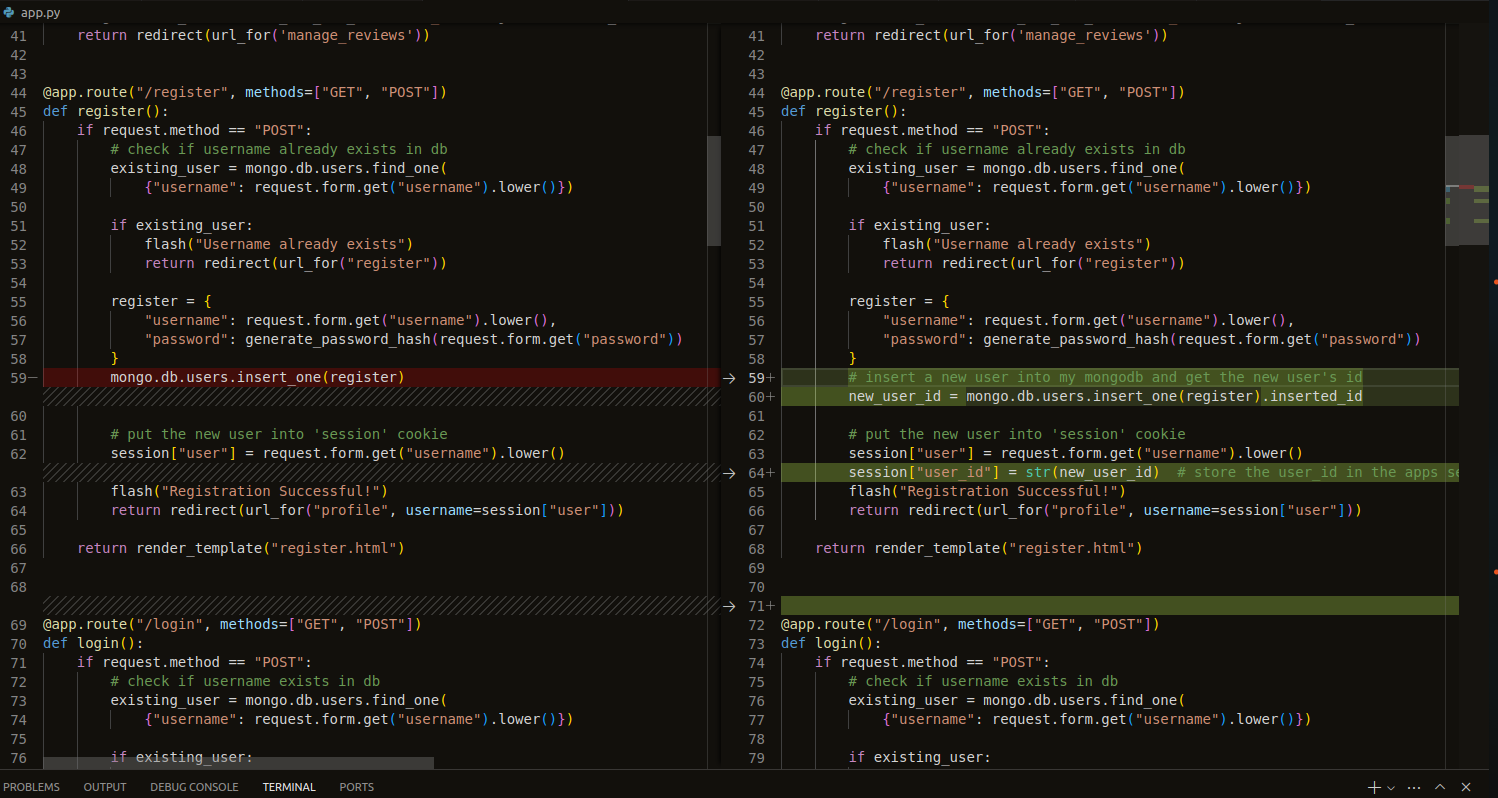 app.py
41 return redirect(url_for('manage_reviews'))
42
43
44 @app.route("/register", methods=["GET", "POST"])
45 def register():
46 if request.method == "POST":
47 # check if username already exists in db
48 existing_user = mongo.db.users.find_one(
49 {"username": request.form.get("username").lower()})
50
51 if existing_user:
52 flash("Username already exists")
53 return redirect(url_for("register"))
54
55 register = {
56 "username": request.form.get("username").lower(),
57 "password": generate_password_hash(request.form.get("password"))
58 }
59— mongo.db.users.insert_one(register)
60
61 # put the new user into 'session' cookie
62 session["user"] = request.form.get("username").lower()
63 flash("Registration Successful!")
64 return redirect(url_for("profile", username=session["user"]))
65
66 return render_template("register.html")
67
68
69 @app.route("/login", methods=["GET", "POST"])
70 def login():
71 if request.method == "POST":
72 # check if username exists in db
73 existing_user = mongo.db.users.find_one(
74 {"username": request.form.get("username").lower()})
75
76 if existing_user:
41 return redirect(url_for('manage_reviews'))
42
43
44 @app.route("/register", methods=["GET", "POST"])
45 def register():
46 if request.method == "POST":
47 # check if username already exists in db
48 existing_user = mongo.db.users.find_one(
49 {"username": request.form.get("username").lower()})
50
51 if existing_user:
52 flash("Username already exists")
53 return redirect(url_for("register"))
54
55 register = {
56 "username": request.form.get("username").lower(),
57 "password": generate_password_hash(request.form.get("password"))
58 }
59+ # insert a new user into my mongodb and get the new user's id
60+ new_user_id = mongo.db.users.insert_one(register).inserted_id
61
62 # put the new user into 'session' cookie
63 session["user"] = request.form.get("username").lower()
64+ session["user_id"] = str(new_user_id) # store the user_id in the apps se
65 flash("Registration Successful!")
66 return redirect(url_for("profile", username=session["user"]))
67
68 return render_template("register.html")
69
70
71+
72 @app.route("/login", methods=["GET", "POST"])
73 def login():
74 if request.method == "POST":
75 # check if username exists in db
76 existing_user = mongo.db.users.find_one(
77 {"username": request.form.get("username").lower()})
78
79 if existing_user:
PROBLEMS OUTPUT DEBUG CONSOLE TERMINAL PORTS